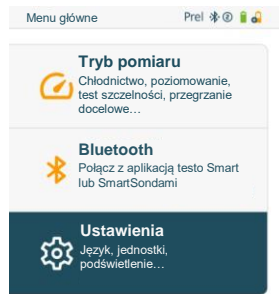 Menu główne
Prel
Tryb pomiaru
Chłodnictwo, poziomowanie,
test szczelności, przegrzanie
docelowe…
Bluetooth
Połącz z aplikacją testo Smart
lub SmartSondami
Ustawienia
Język, jednostki,
podświetlenie…